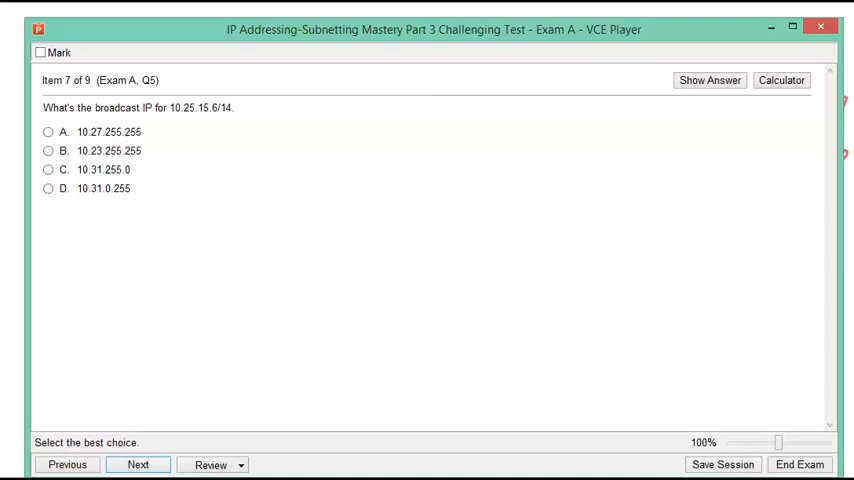 IP Addressing-Subnetting Mastery Part 3 Challenging Test - Exam A - VCE Player
Mark
Item 7 of 9 (Exam A, Q5)
Show Answer
Calculator
What's the broadcast IP for 10.25.15.6/14.
A. 10.27.255.255
B. 10.23.255.255
C. 10.31.255.0
D. 10.31.0.255
Select the best choice.
100%
Previous
Next
Review
Save Session
End Exam